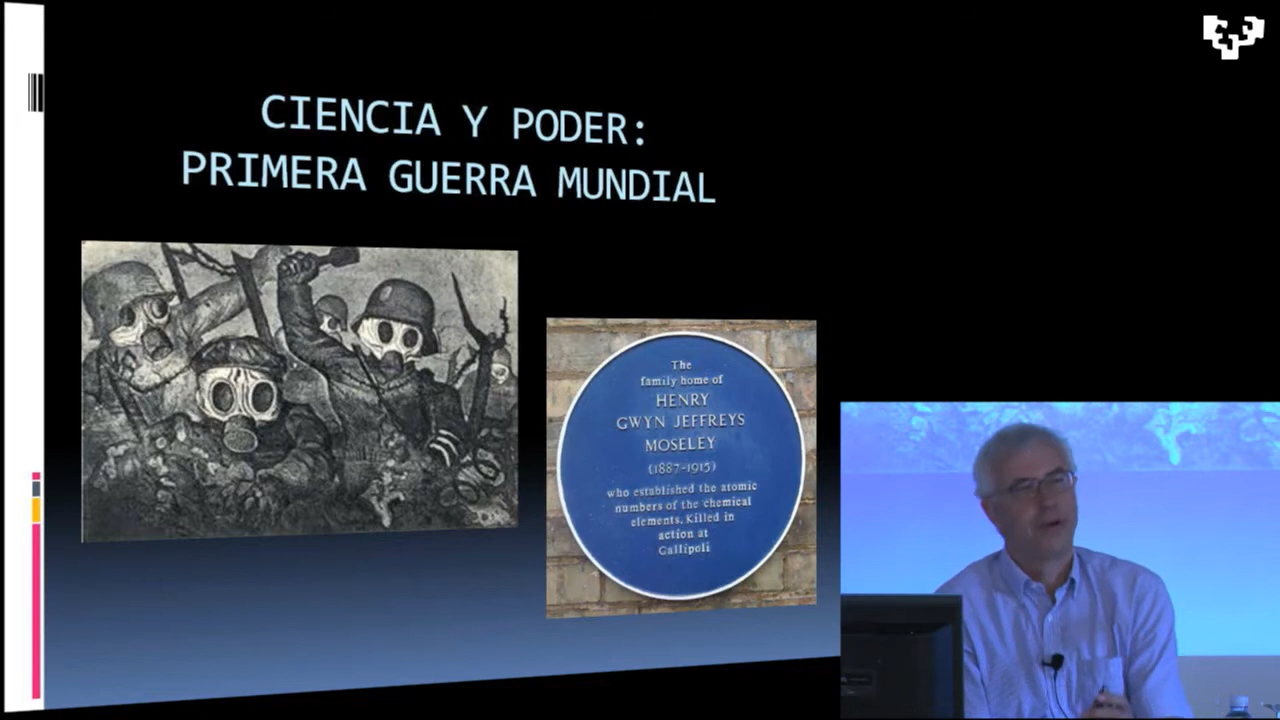 CIENCIA Y PODER:
PRIMERA GUERRA MUNDIAL
The
family home of
HENRY
GWYN JEFFREYS
MOSELEY
(1887-1915)
who established the atomic
numbers of the chemical
elements. Killed in
action at
Gallipoli